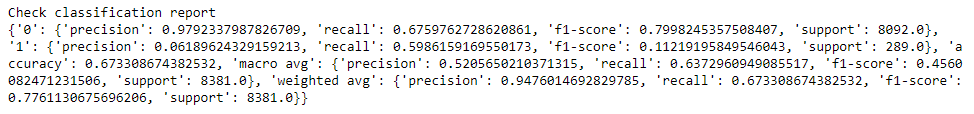 Check classification report
{'0': {'precision': 0.9792337987826709, 'recall': 0.6759762728620861, 'f1-score': 0.7998245357508407, 'support': 8092.0},
'1': {'precision': 0.06189624329159213, 'recall': 0.5986159169550173, 'f1-score': 0.11219195849546043, 'support': 289.0}, 'a
ccuracy': 0.673308674382532, 'macro avg': {'precision': 0.5205650210371315, 'recall': 0.6372960949085517, 'f1-score': 0.4560
082471231506, 'support': 8381.0}, 'weighted avg': {'precision': 0.9476014692829785, 'recall': 0.673308674382532, 'f1-score':
0.7761130675696206, 'support': 8381.0}}